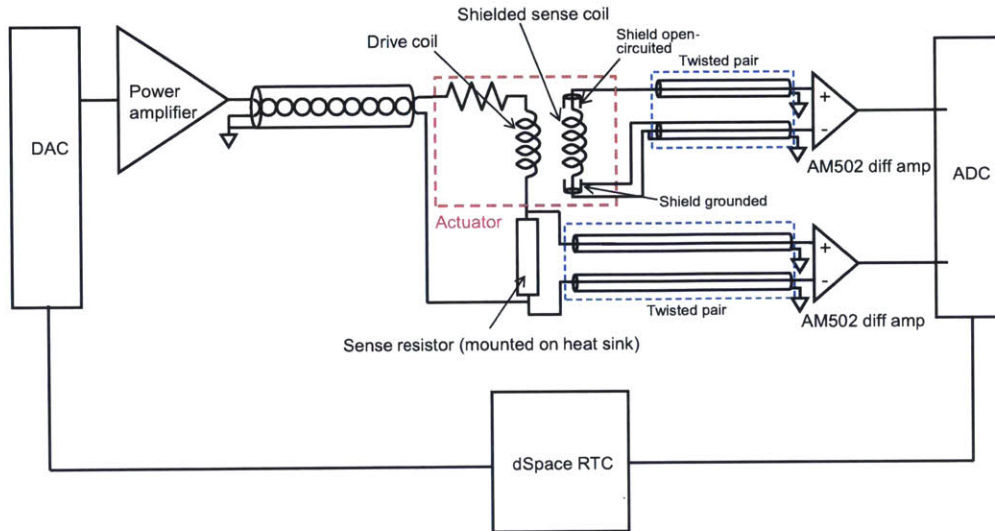 Shielded sense coil
Shield open-
circuited
Drive coil
Twisted pair
Power
amplifier
+
-
DAC
AM502 diff amp
ADC
Shield grounded
Actuator
+
-
Twisted pair
AM502 diff amp
Sense resistor (mounted on heat sink)
dSpace RTC